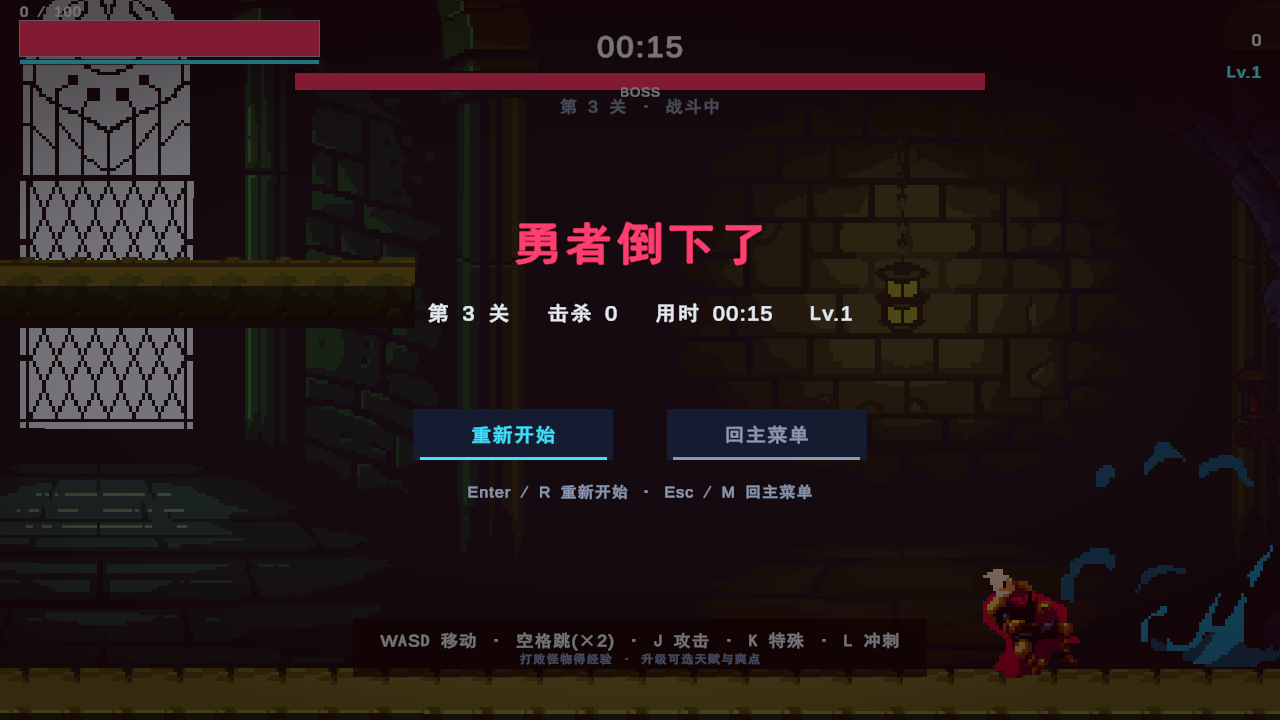 0 / 100
00:15
0
Lv.1
BOSS
第 3 关 · 战斗中
勇者倒下了
第 3 关 击杀 0 用时 00:15 Lv.1
重新开始 回主菜单
Enter / R 重新开始 · Esc / M 回主菜单
WASD 移动 · 空格跳(×2) · J 攻击 · K 特殊 · L 冲刺
打败怪物得经验 · 升级可选天赋与爽点